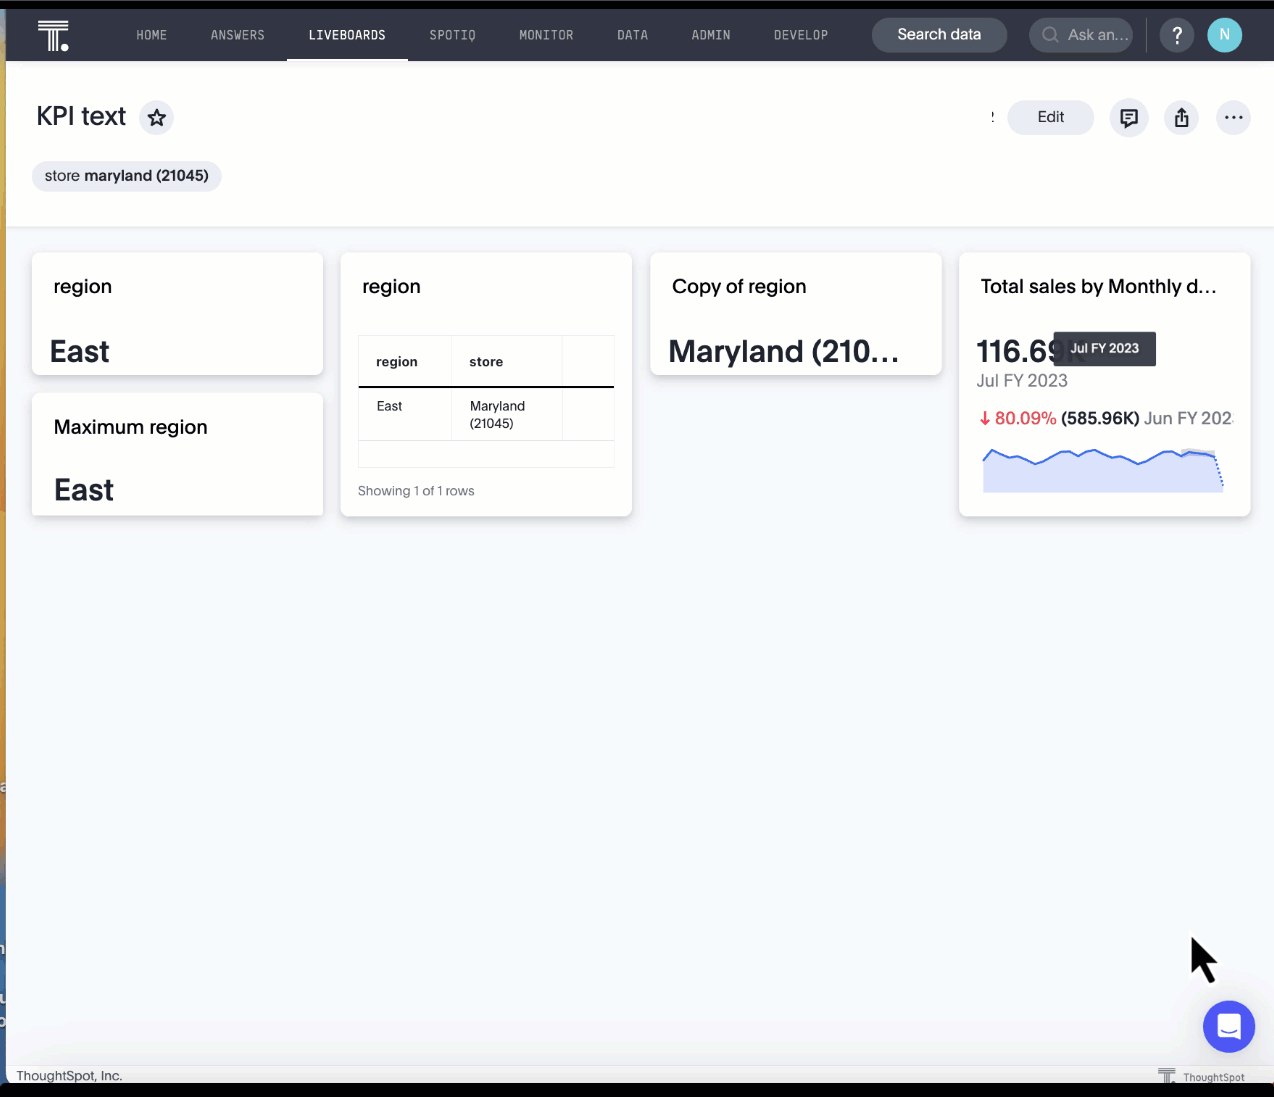 HOME ANSWERS LIVEBOARDS SPOTIQ MONITOR DATA ADMIN DEVELOP Search data Ask an... ? N
KPI text
Edit
store maryland (21045)
region
East
Maximum region
East
region
region store
East Maryland
(21045)
Showing 1 of 1 rows
Copy of region
Maryland (210...
Total sales by Monthly d...
116.69K
Jul FY 2023
Jul FY 2023
↓ 80.09% (585.96K) Jun FY 202
ThoughtSpot, Inc.
ThoughtSpot